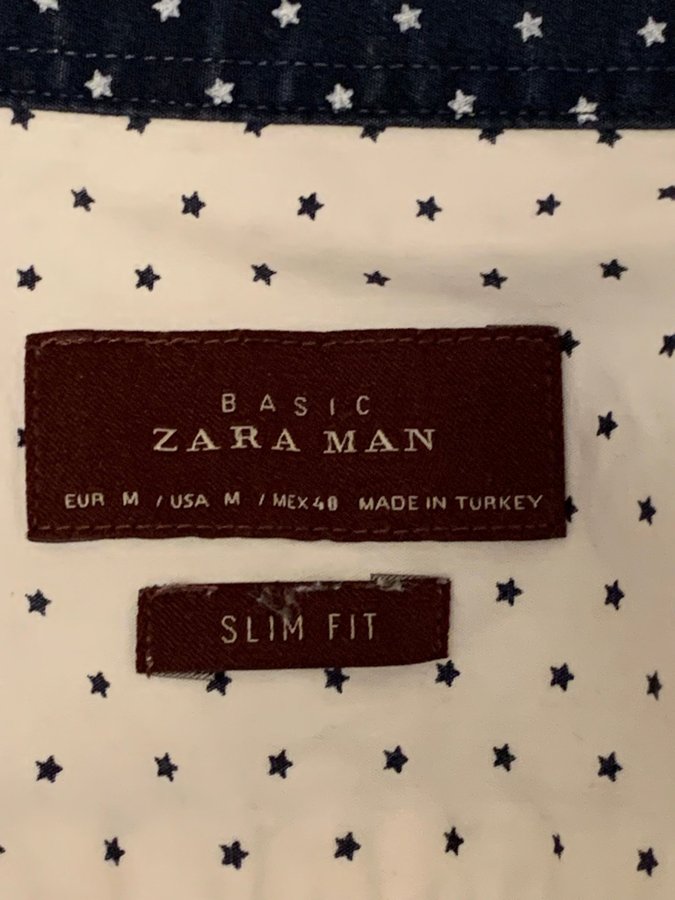 BASIC
ZARA MAN
EUR M / USA M / MEX 40 MADE IN TURKEY
SLIM FIT